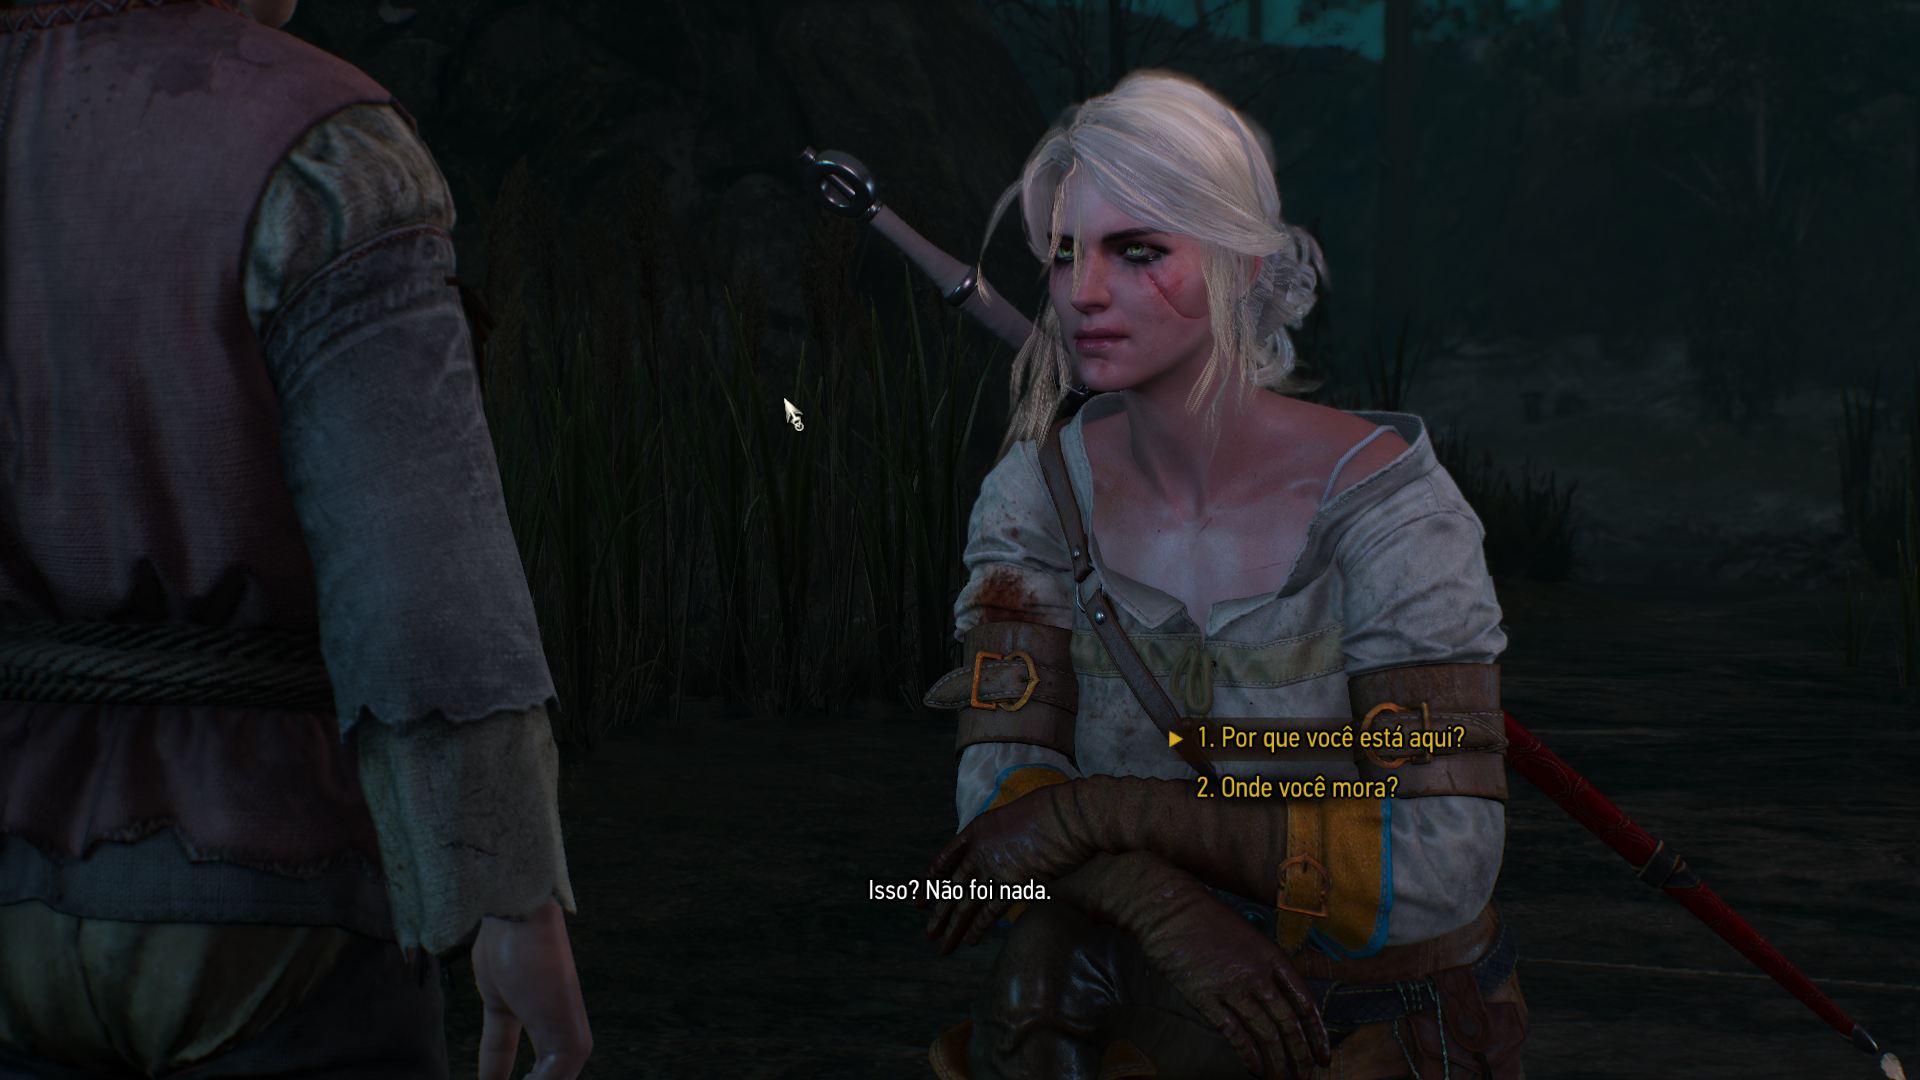 1. Por que você está aqui?
2. Onde você mora?
Isso? Não foi nada.